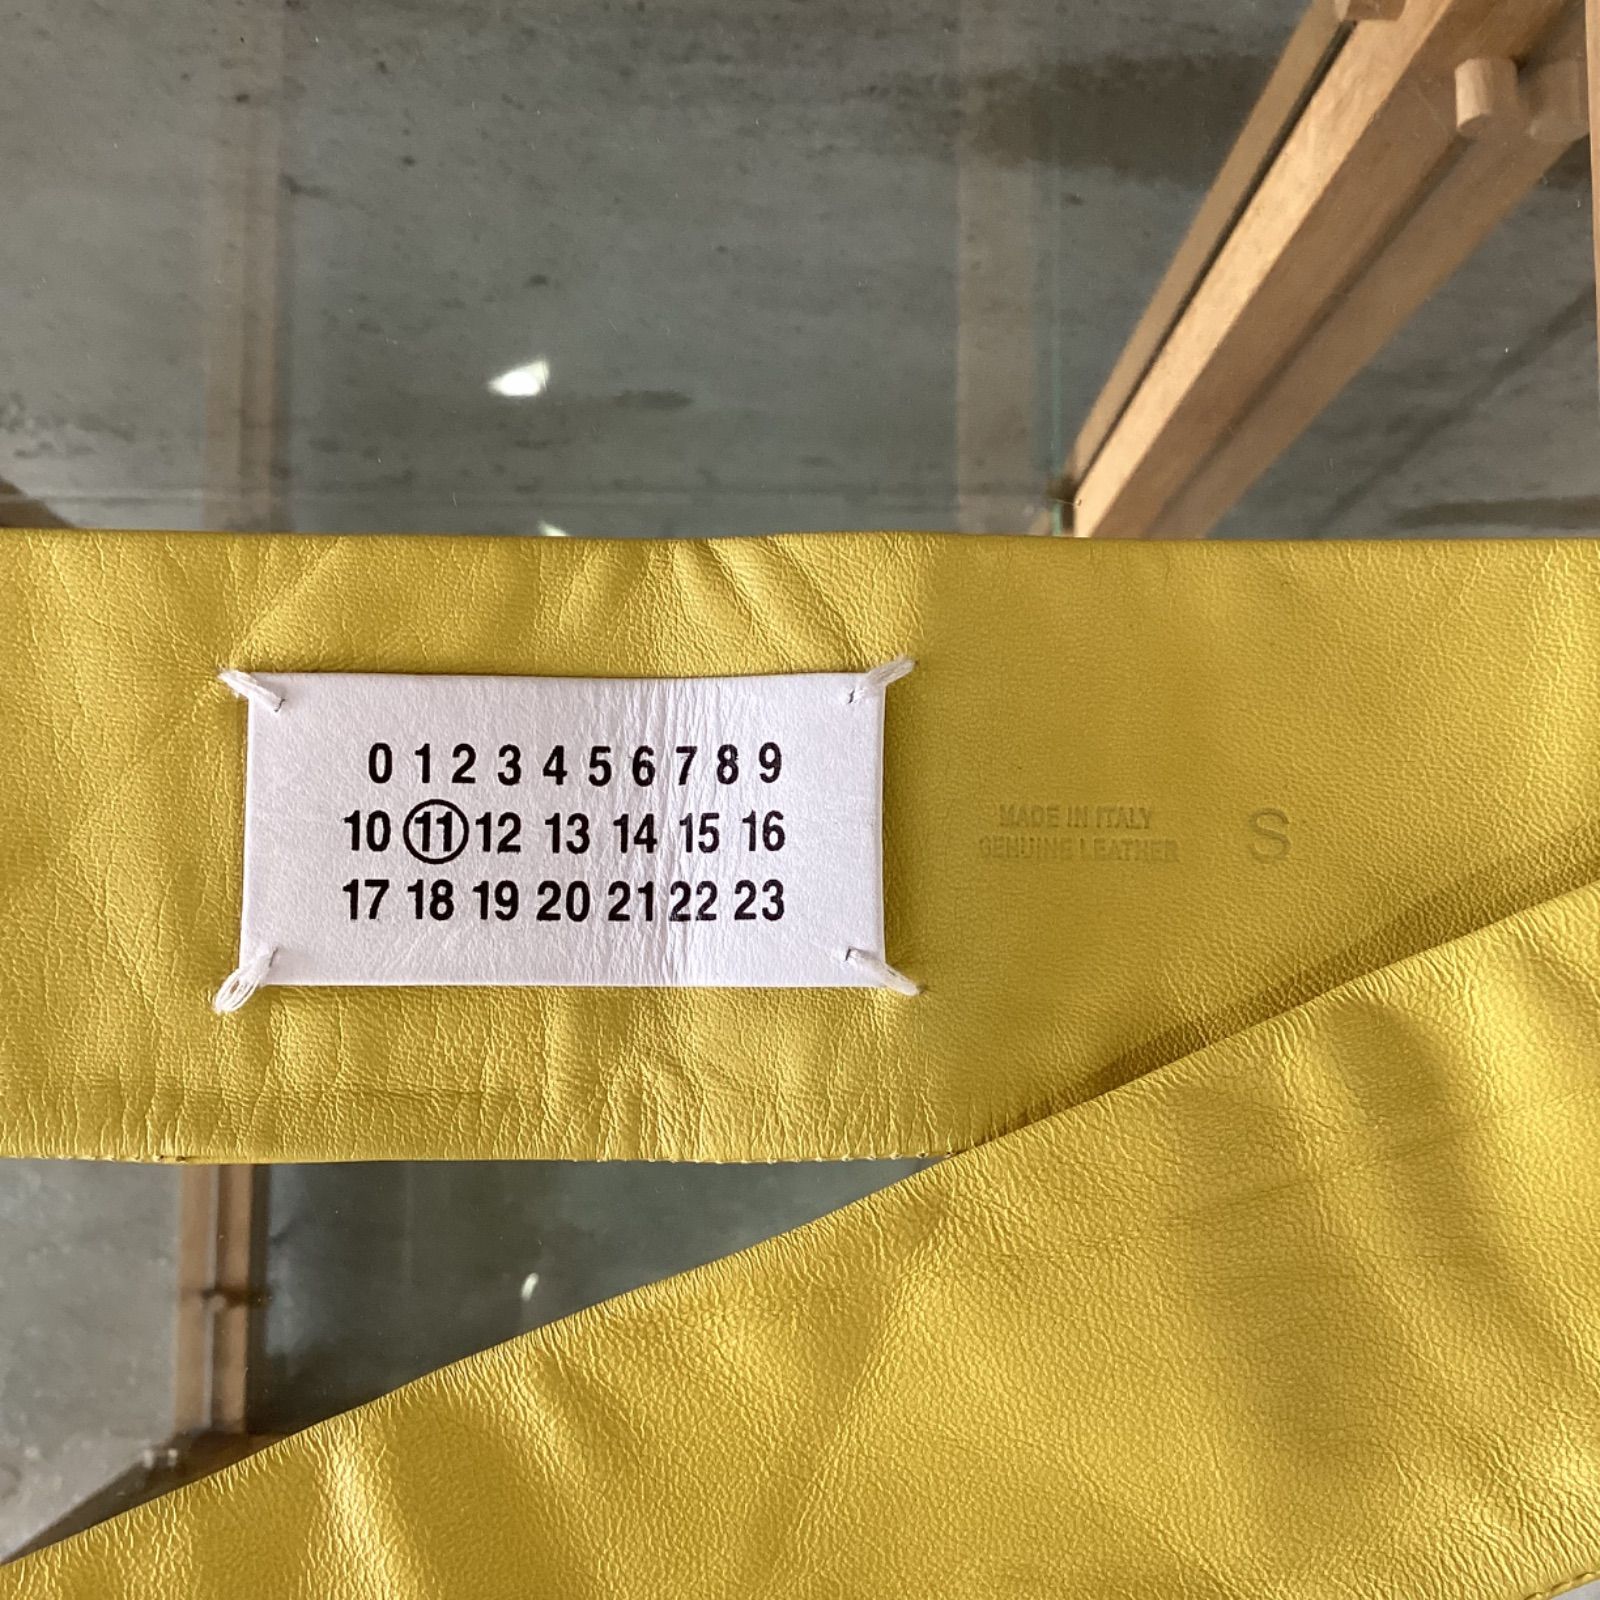 0 1 2 3 4 5 6 7 8 9
10 11 12 13 14 15 16
17 18 19 20 21 22 23
MADE IN ITALY
GENUINE LEATHER
S